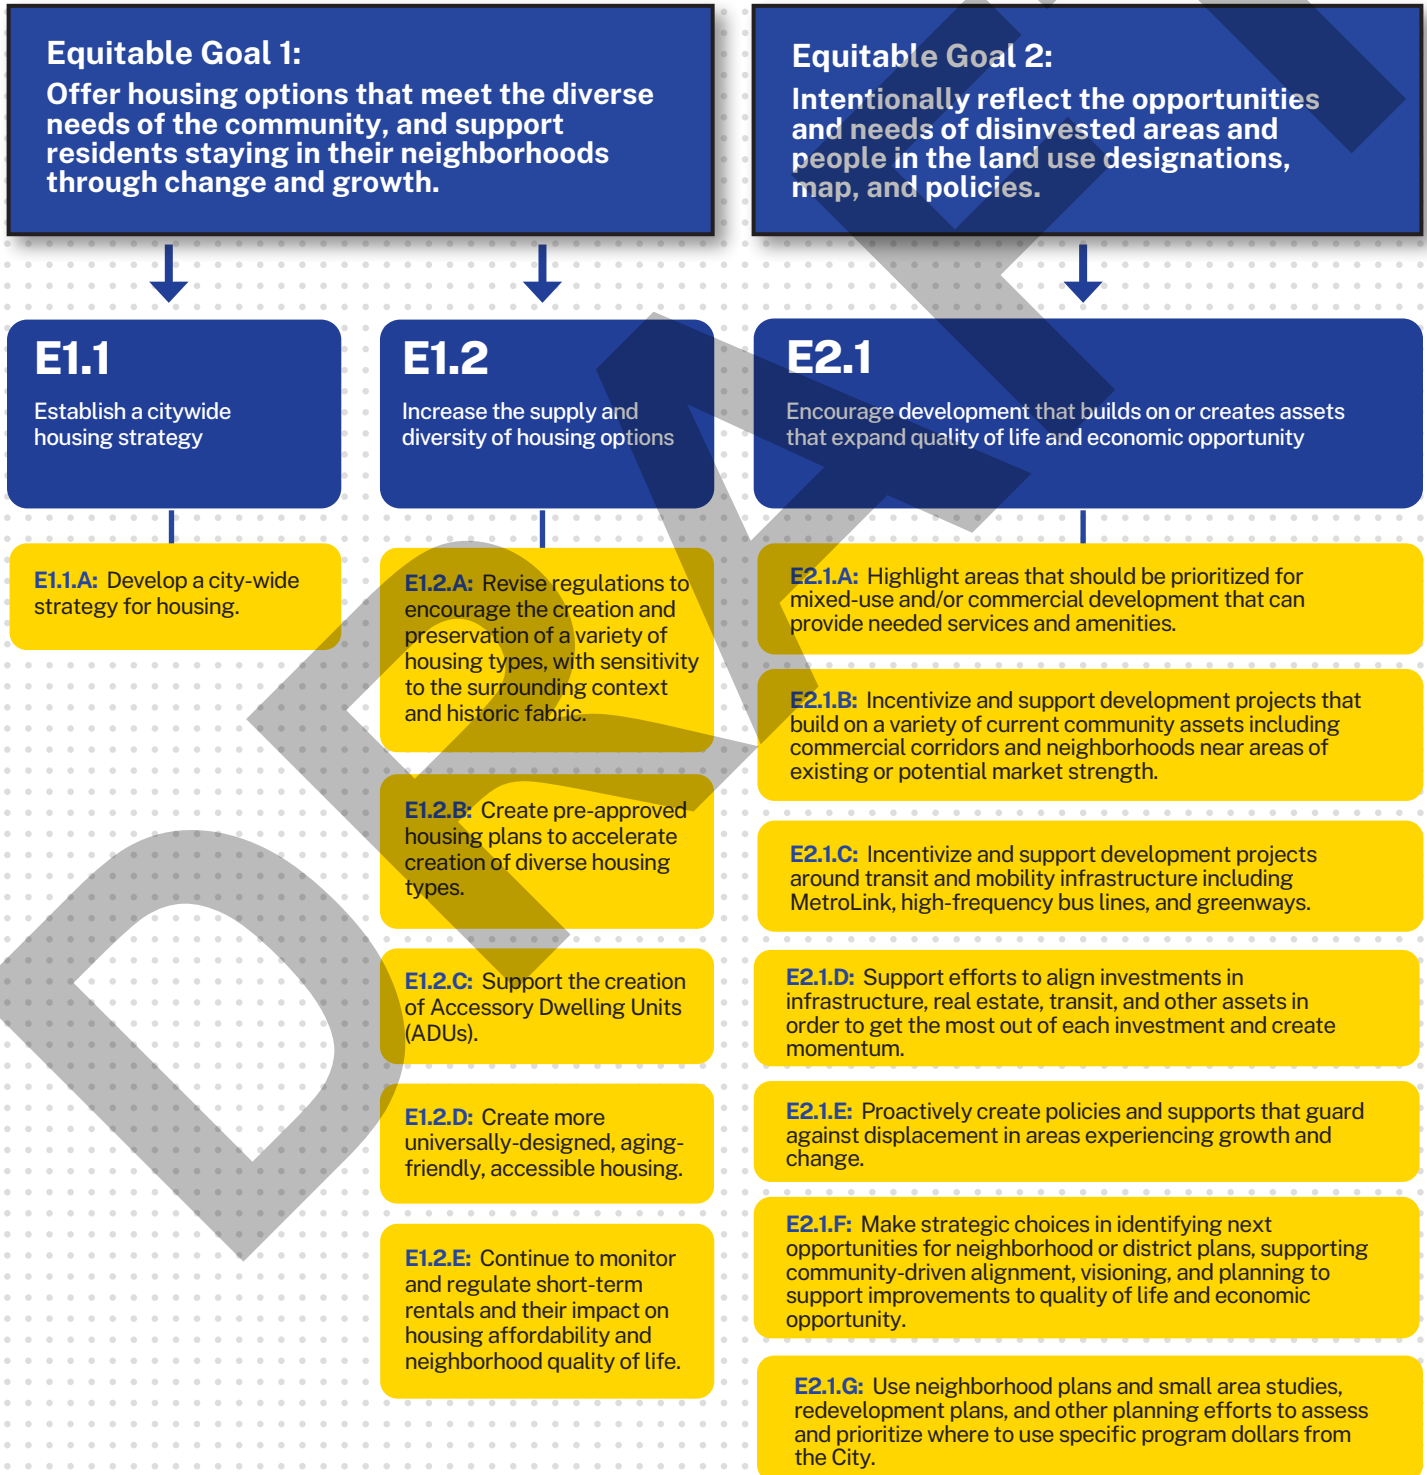 Equitable Goal 1:
Offer housing options that meet the diverse
needs of the community, and support
residents staying in their neighborhoods
through change and growth.
Equitable Goal 2:
Intentionally reflect the opportunities
and needs of disinvested areas and
people in the land use designations,
map, and policies.
E1.1
Establish a citywide
housing strategy
E1.1.A: Develop a city-wide
strategy for housing.
E1.2
Increase the supply and
diversity of housing options
E1.2.A: Revise regulations to
encourage the creation and
preservation of a variety of
housing types, with sensitivity
to the surrounding context
and historic fabric.
E1.2.B: Create pre-approved
housing plans to accelerate
creation of diverse housing
types.
E1.2.C: Support the creation
of Accessory Dwelling Units
(ADUs).
E1.2.D: Create more
universally-designed, aging-
friendly, accessible housing.
E1.2.E: Continue to monitor
and regulate short-term
rentals and their impact on
housing affordability and
neighborhood quality of life.
E2.1
Encourage development that builds on or creates assets
that expand quality of life and economic opportunity
E2.1.A: Highlight areas that should be prioritized for
mixed-use and/or commercial development that can
provide needed services and amenities.
E2.1.B: Incentivize and support development projects that
build on a variety of current community assets including
commercial corridors and neighborhoods near areas of
existing or potential market strength.
E2.1.C: Incentivize and support development projects
around transit and mobility infrastructure including
MetroLink, high-frequency bus lines, and greenways.
E2.1.D: Support efforts to align investments in
infrastructure, real estate, transit, and other assets in
order to get the most out of each investment and create
momentum.
E2.1.E: Proactively create policies and supports that guard
against displacement in areas experiencing growth and
change.
E2.1.F: Make strategic choices in identifying next
opportunities for neighborhood or district plans, supporting
community-driven alignment, visioning, and planning to
support improvements to quality of life and economic
opportunity.
E2.1.G: Use neighborhood plans and small area studies,
redevelopment plans, and other planning efforts to assess
and prioritize where to use specific program dollars from
the City.
DRAFT